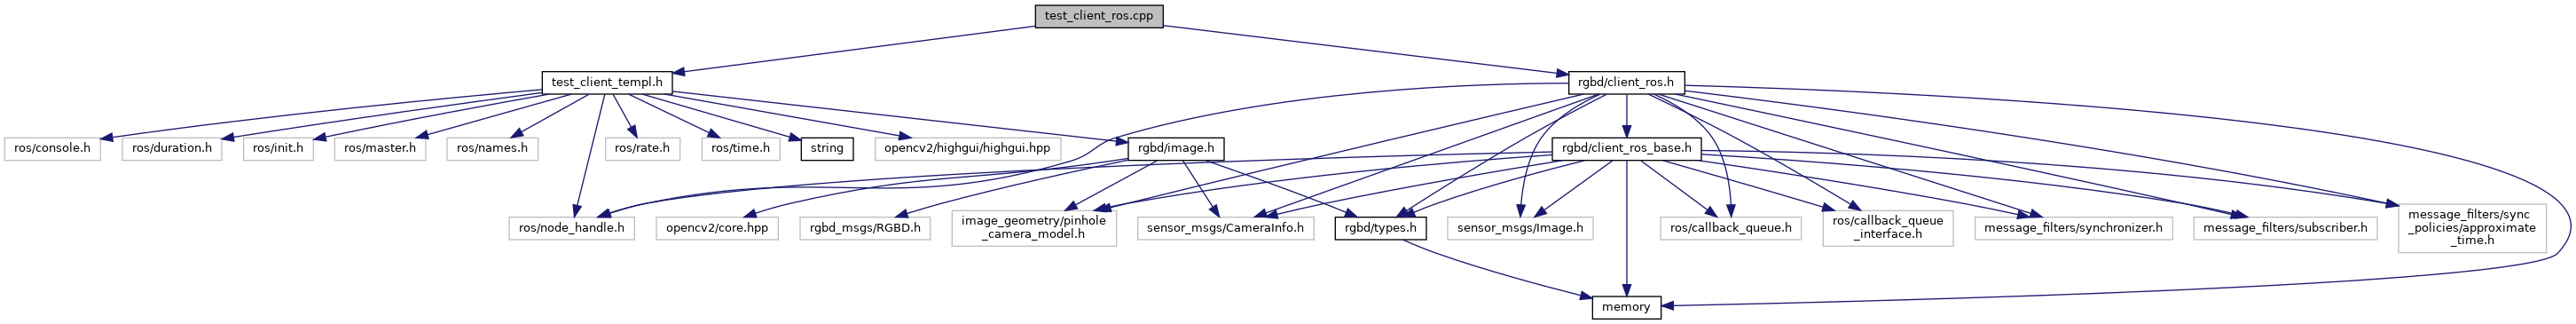 test_client_ros.cpp
test_client_templ.h
rgbd/client_ros.h
ros/console.h
ros/duration.h
ros/init.h
ros/master.h
ros/names.h
ros/rate.h
ros/time.h
string
opencv2/highgui/highgui.hpp
rgbd/image.h
rgbd/client_ros_base.h
ros/node_handle.h
opencv2/core.hpp
rgbd_msgs/RGBD.h
image_geometry/pinhole
_camera_model.h
sensor_msgs/CameraInfo.h
rgbd/types.h
sensor_msgs/Image.h
ros/callback_queue.h
ros/callback_queue
_interface.h
message_filters/synchronizer.h
message_filters/subscriber.h
message_filters/sync
_policies/approximate
_time.h
memory